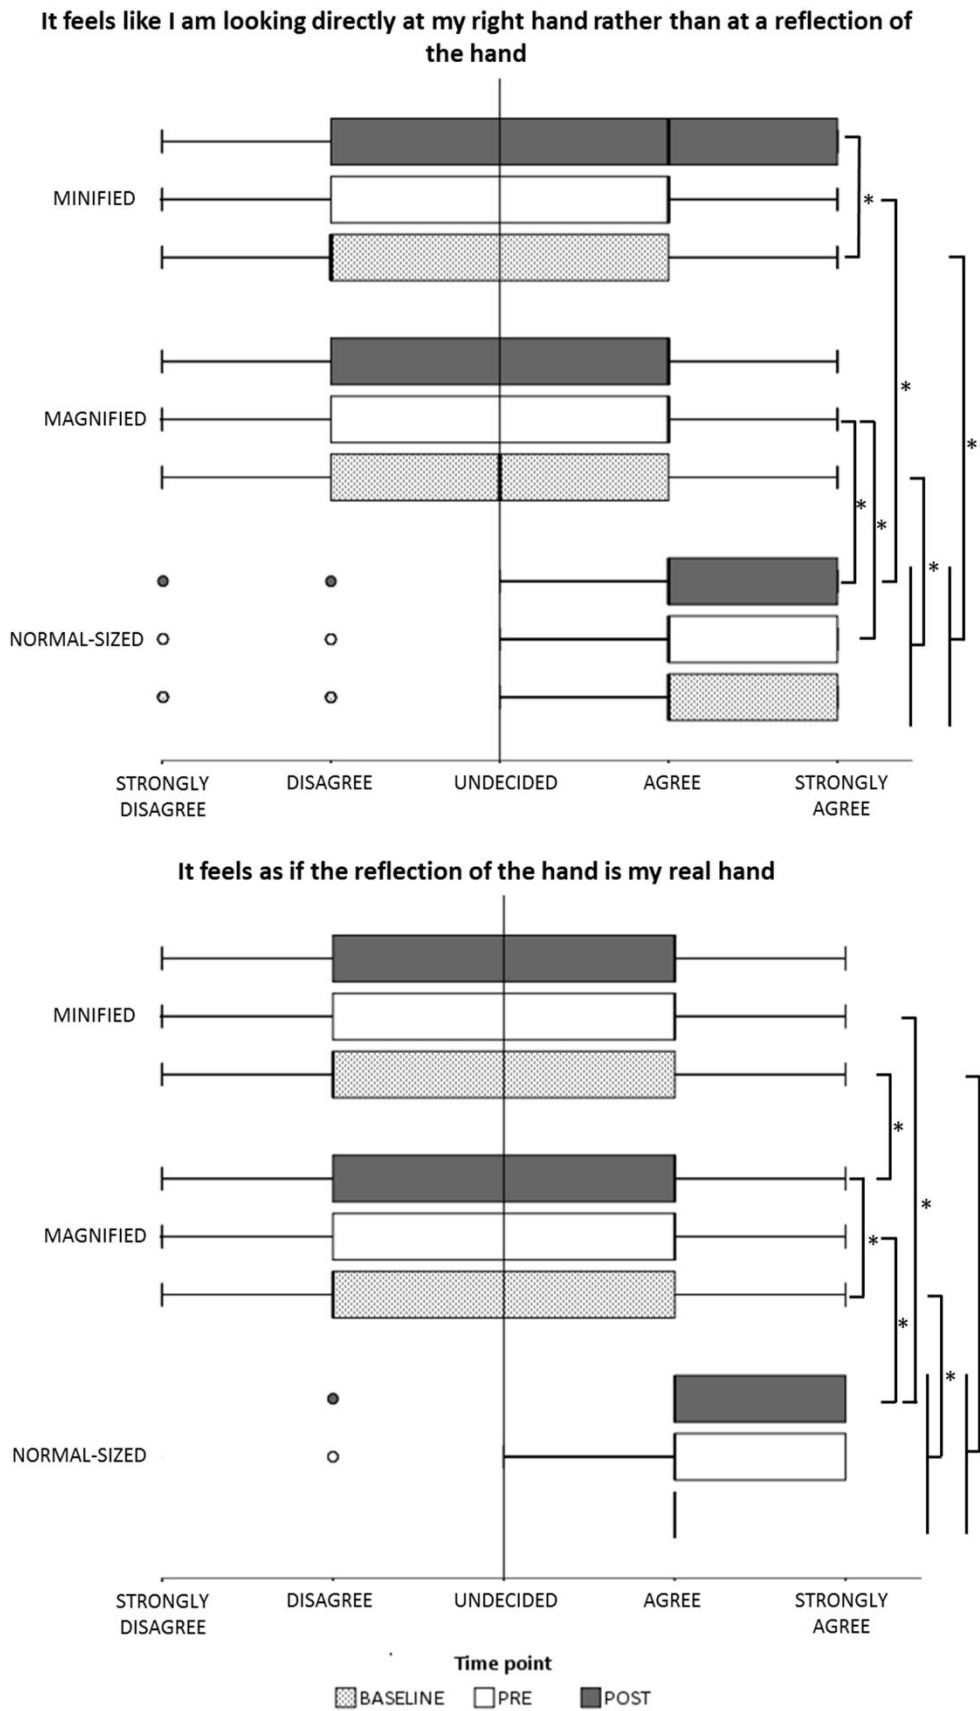 It feels like I am looking directly at my right hand rather than at a reflection of
the hand
MINIFIED
*
*
*
MAGNIFIED
*
*
*
NORMAL-SIZED
STRONGLY
DISAGREE
DISAGREE
UNDECIDED
AGREE
STRONGLY
AGREE
It feels as if the reflection of the hand is my real hand
MINIFIED
*
*
MAGNIFIED
*
*
*
NORMAL-SIZED
STRONGLY
DISAGREE
DISAGREE
UNDECIDED
AGREE
STRONGLY
AGREE
Time point
BASELINE PRE POST